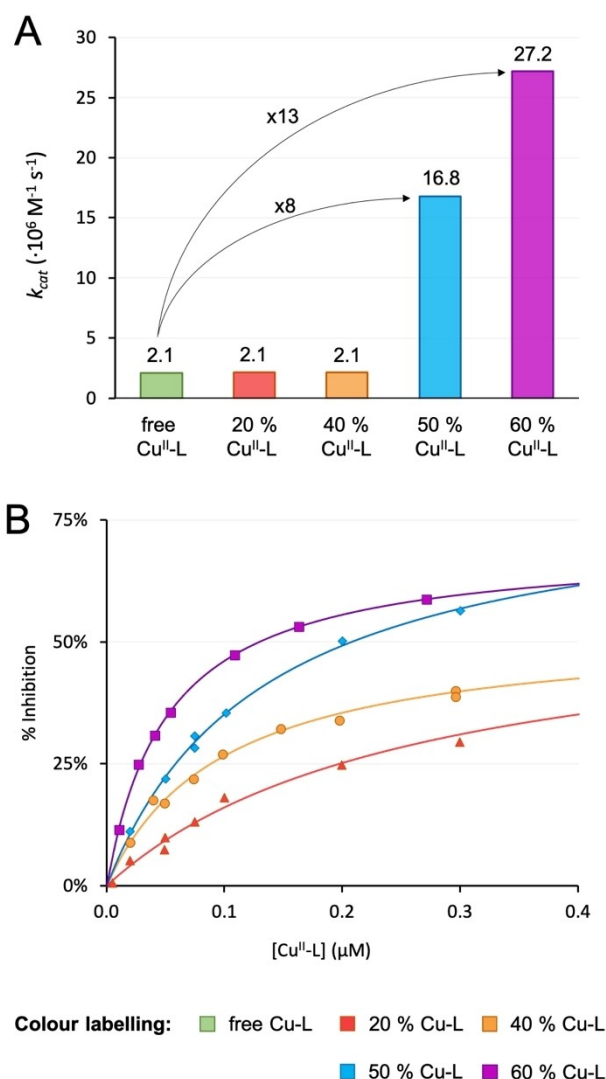 A
30
25
20
15
10
5
0
k_cat (·10⁶ M⁻¹ s⁻¹)
x13
x8
2.1
2.1
2.1
16.8
27.2
free 20 % 40 % 50 % 60 %
Cuᴵᴵ-L Cuᴵᴵ-L Cuᴵᴵ-L Cuᴵᴵ-L Cuᴵᴵ-L
B
75%
50%
25%
0%
% Inhibition
0.0 0.1 0.2 0.3 0.4
[Cuᴵᴵ-L] (µM)
Colour labelling: free Cu-L 20 % Cu-L 40 % Cu-L
50 % Cu-L 60 % Cu-L